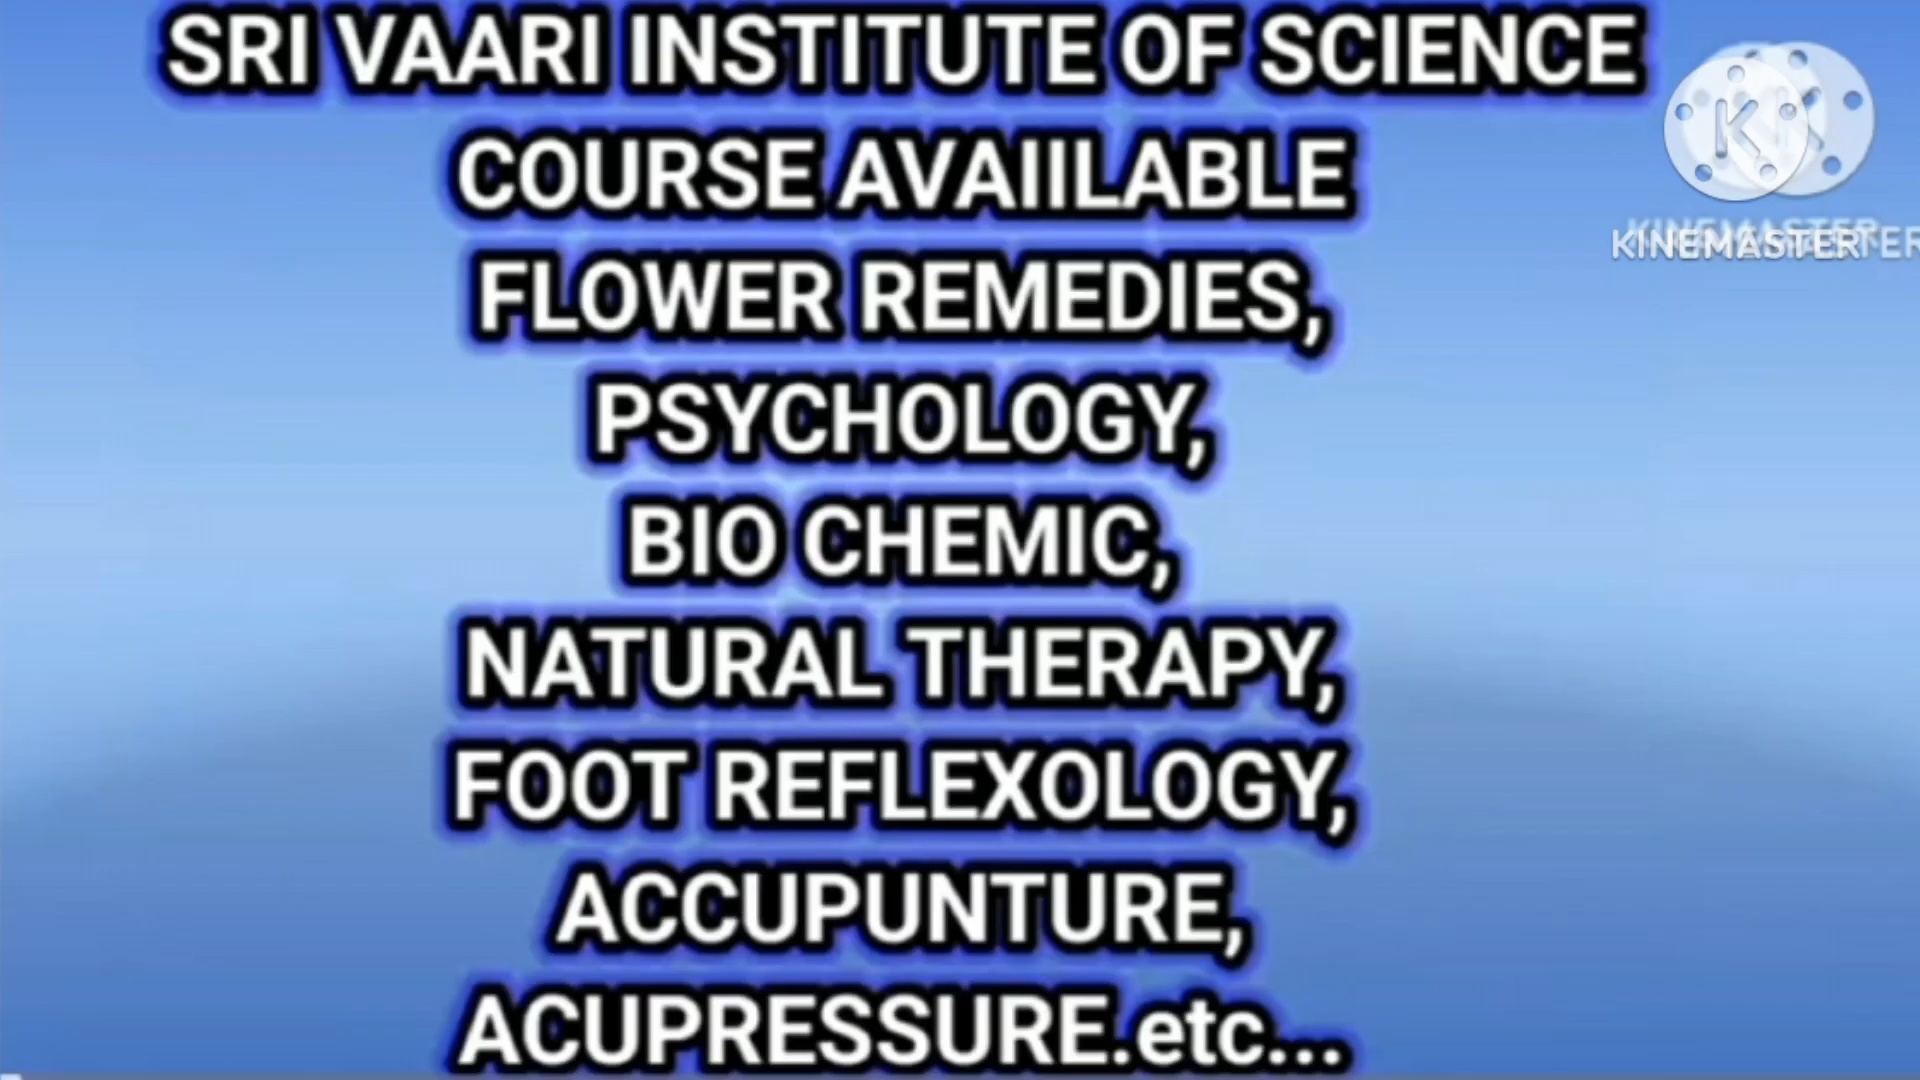 SRI VAARI INSTITUTE OF SCIENCE
COURSE AVAIILABLE
FLOWER REMEDIES,
PSYCHOLOGY,
BIO CHEMIC,
NATURAL THERAPY,
FOOT REFLEXOLOGY,
ACCUPUNTURE,
ACUPRESSURE.etc...
KINEMASTER
KINEMASTER